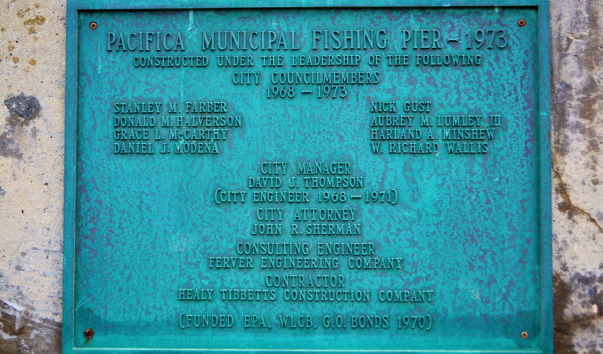 PACIFICA MUNICIPAL FISHING PIER - 1973
CONSTRUCTED UNDER THE LEADERSHIP OF THE FOLLOWING
CITY COUNCILMEMBERS
1968 - 1973
STANLEY M. FARBER
DONALD M. HALVERSON
GRACE L. McCARTHY
DANIEL J. MODENA
NICK GUST
AUBREY M. LUMLEY III
HARLAND A. MINSHEW
W. RICHARD WALLIS
CITY MANAGER
DAVID J. THOMPSON
(CITY ENGINEER 1968 - 1971)
CITY ATTORNEY
JOHN R. SHERMAN
CONSULTING ENGINEER
FERVER ENGINEERING COMPANY
CONTRACTOR
HEALY TIBBETTS CONSTRUCTION COMPANY
(FUNDED EPA, WLCB, G.O. BONDS 1970)